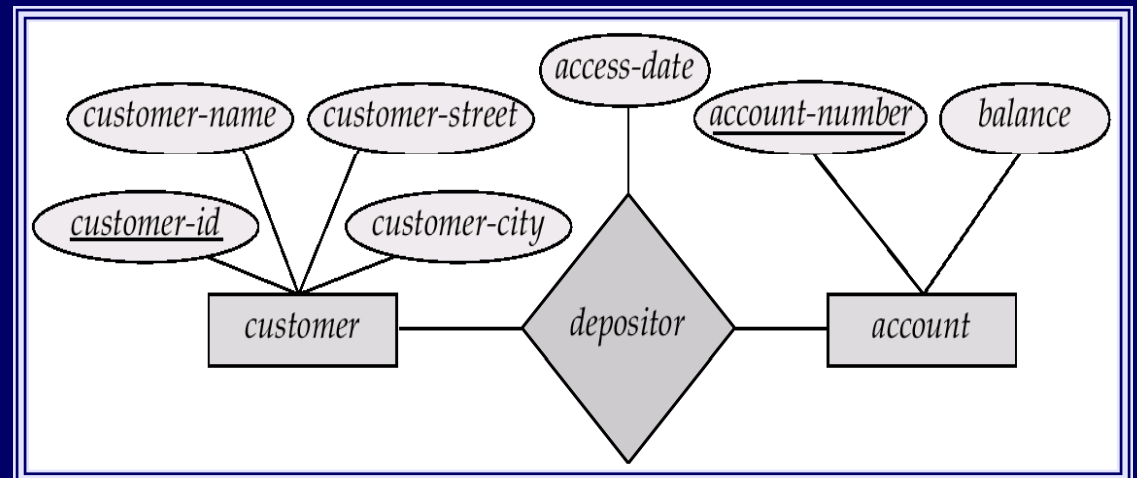 access-date
customer-name
customer-street
account-number
balance
customer-id
customer-city
customer
depositor
account